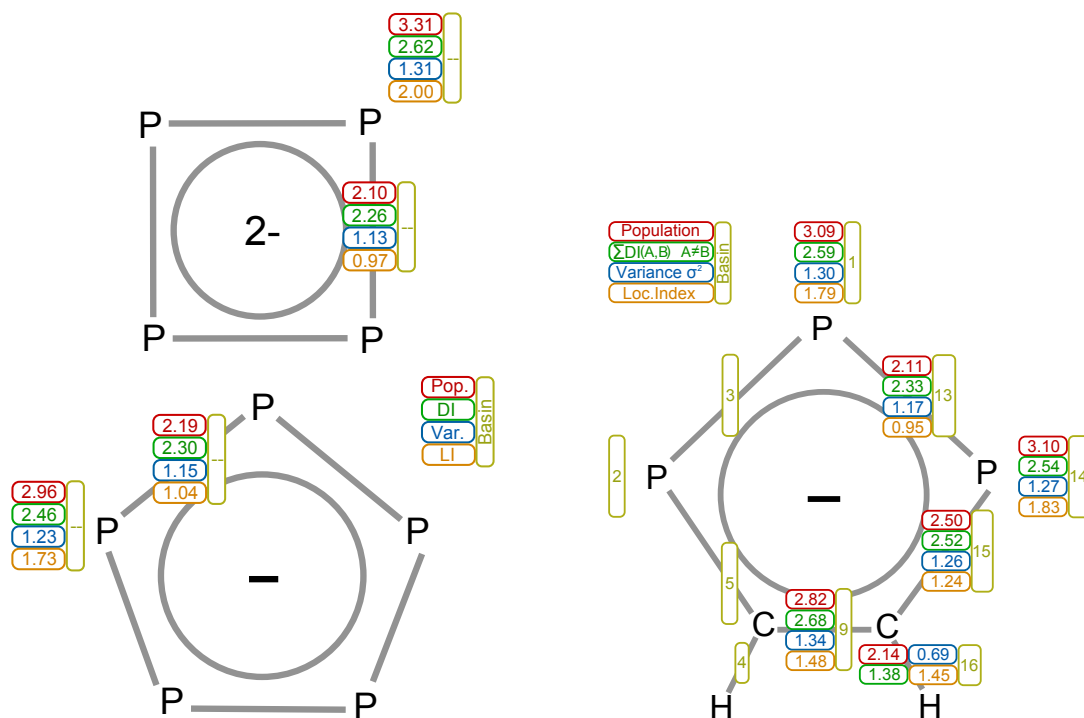 3.31
2.62
1.31
2.00
--
P P
2.10
2.26
1.13
0.97
--
2-
P P
Population
∑DI(A,B) A≠B
Variance σ²
Loc.Index
Basin
3.09
2.59
1.30
1.79
1
P
3
2.11
2.33
1.17
0.95
13
2
P P
3.10
2.54
1.27
1.83
14
–
2.50
2.52
1.26
1.24
15
5
C C
2.82
2.68
1.34
1.48
9
4
2.14 0.69
1.38 1.45
16
H H
Pop.
DI
Var.
LI
Basin
P
2.19
2.30
1.15
1.04
--
2.96
2.46
1.23
1.73
--
P P
–
P P